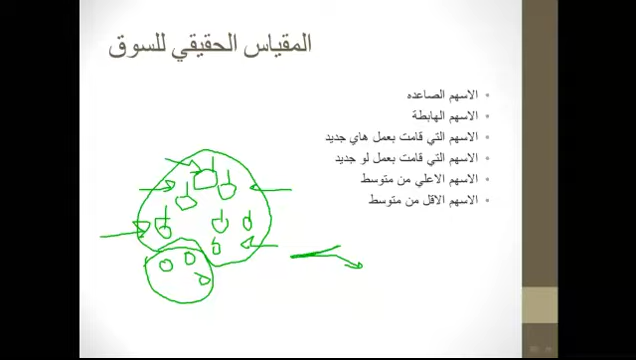 المقياس الحقيقي للسوق
الاسهم الصاعده
الاسهم الهابطة
الاسهم التي قامت بعمل هاي جديد
الاسهم التي قامت بعمل لو جديد
الاسهم الاعلي من متوسط
الاسهم الاقل من متوسط